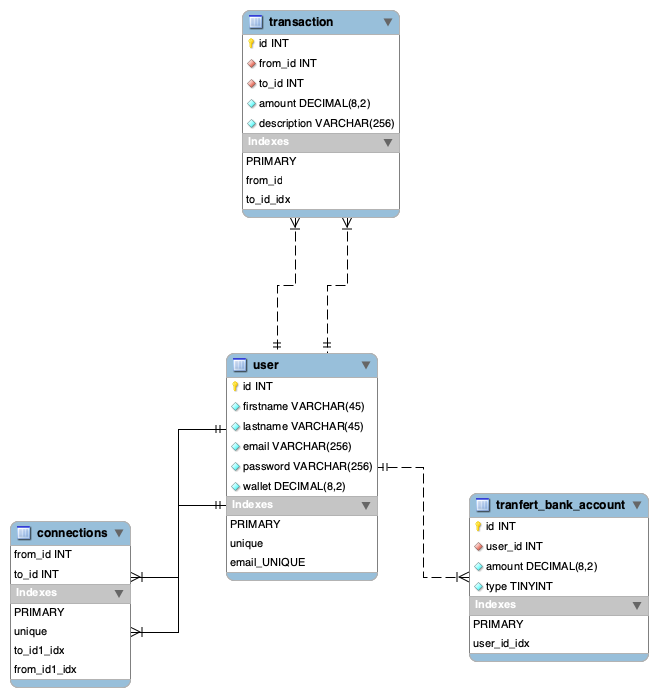 transaction
id INT
from_id INT
to_id INT
amount DECIMAL(8,2)
description VARCHAR(256)
Indexes
PRIMARY
from_id
to_id_idx
user
id INT
firstname VARCHAR(45)
lastname VARCHAR(45)
email VARCHAR(256)
password VARCHAR(256)
wallet DECIMAL(8,2)
Indexes
PRIMARY
unique
email_UNIQUE
connections
from_id INT
to_id INT
Indexes
PRIMARY
unique
to_id1_idx
from_id1_idx
tranfert_bank_account
id INT
user_id INT
amount DECIMAL(8,2)
type TINYINT
Indexes
PRIMARY
user_id_idx